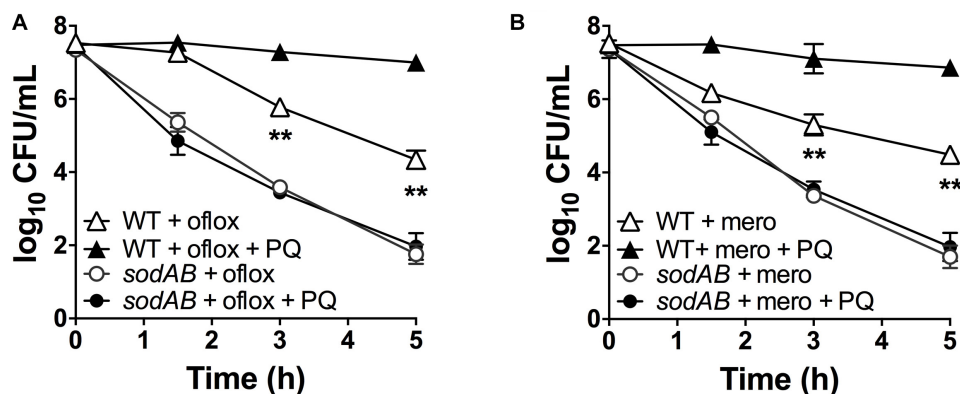 A
log10 CFU/mL
8
6
4
2
0
**
**
WT + oflox
WT + oflox + PQ
sodAB + oflox
sodAB + oflox + PQ
0 1 2 3 4 5
Time (h)
B
log10 CFU/mL
8
6
4
2
0
**
**
WT + mero
WT+ mero + PQ
sodAB + mero
sodAB + mero + PQ
0 1 2 3 4 5
Time (h)